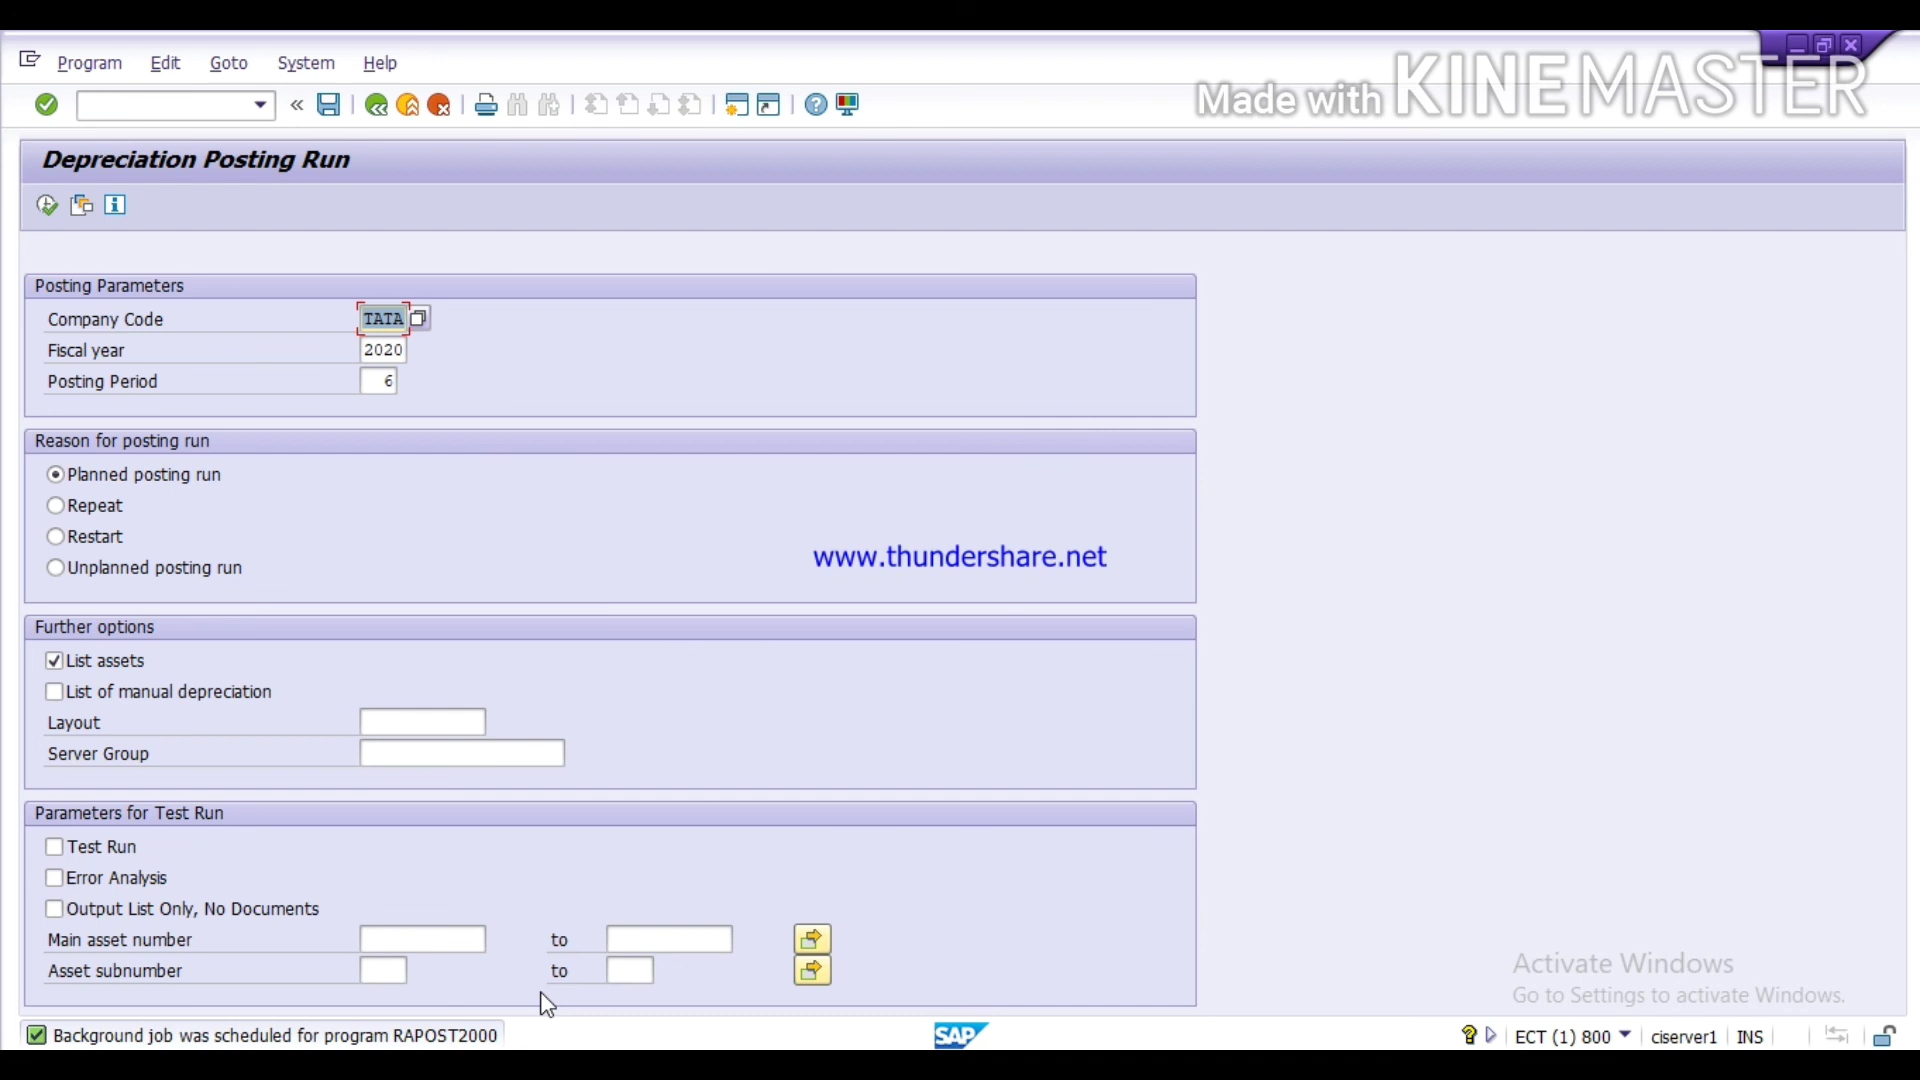 Program Edit Goto System Help
Made with KINEMASTER
Depreciation Posting Run
Posting Parameters
Company Code TATA
Fiscal year 2020
Posting Period 6
Reason for posting run
Planned posting run
Repeat
Restart
Unplanned posting run
www.thundershare.net
Further options
List assets
List of manual depreciation
Layout
Server Group
Parameters for Test Run
Test Run
Error Analysis
Output List Only, No Documents
Main asset number to
Asset subnumber to
Activate Windows
Go to Settings to activate Windows.
Background job was scheduled for program RAPOST2000
SAP
ECT (1) 800 ciserver1 INS